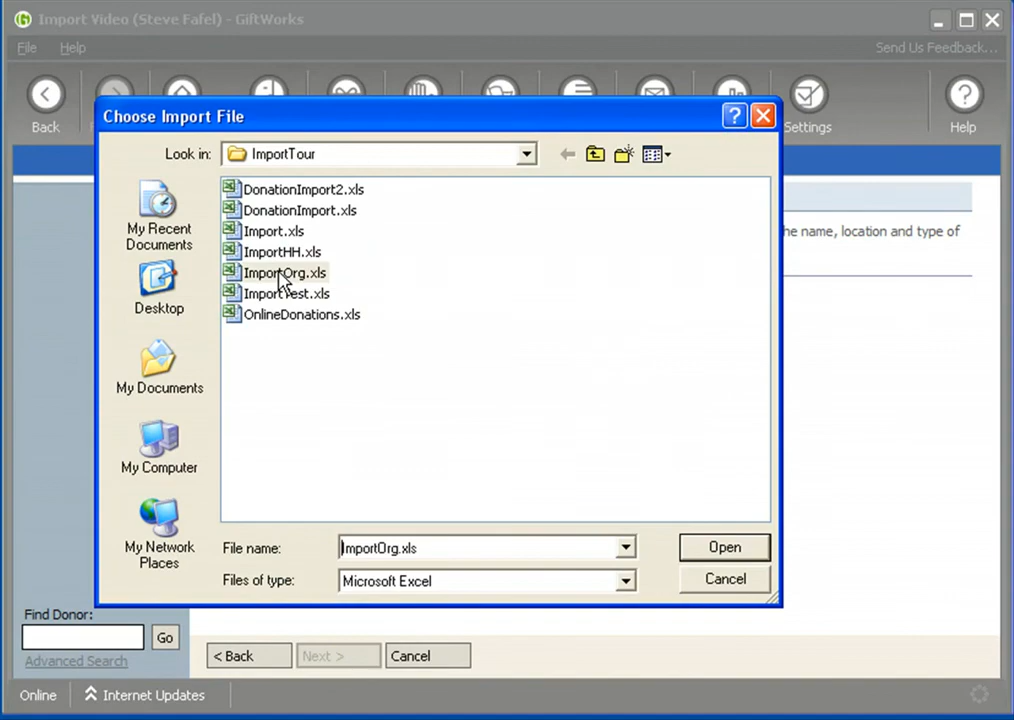 Import Video (Steve Fafel) - GiftWorks
File Help Send Us Feedback...
Back Settings Help
Choose Import File
Look in: ImportTour
DonationImport2.xls
DonationImport.xls
Import.xls
ImportHH.xls
ImportOrg.xls
ImportTest.xls
OnlineDonations.xls
My Recent
Documents
Desktop
My Documents
My Computer
My Network
Places
he name, location and type of
File name: ImportOrg.xls Open
Files of type: Microsoft Excel Cancel
Find Donor:
Go
Advanced Search
< Back Next > Cancel
Online Internet Updates